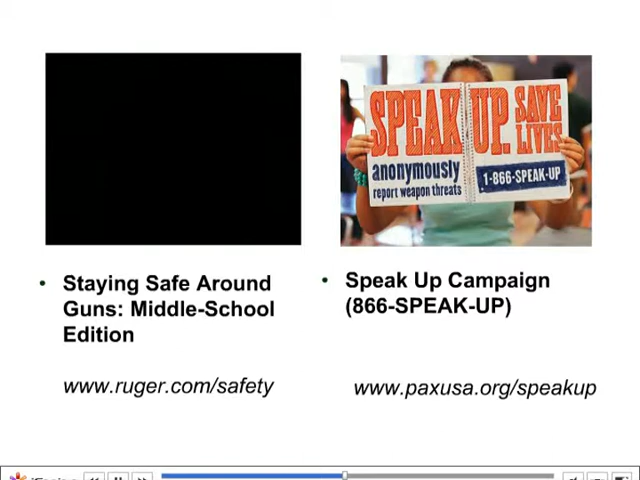 SPEAK UP. SAVE LIVES
anonymously
report weapon threats
1-866-SPEAK-UP
• Staying Safe Around
Guns: Middle-School
Edition
www.ruger.com/safety
• Speak Up Campaign
(866-SPEAK-UP)
www.paxusa.org/speakup